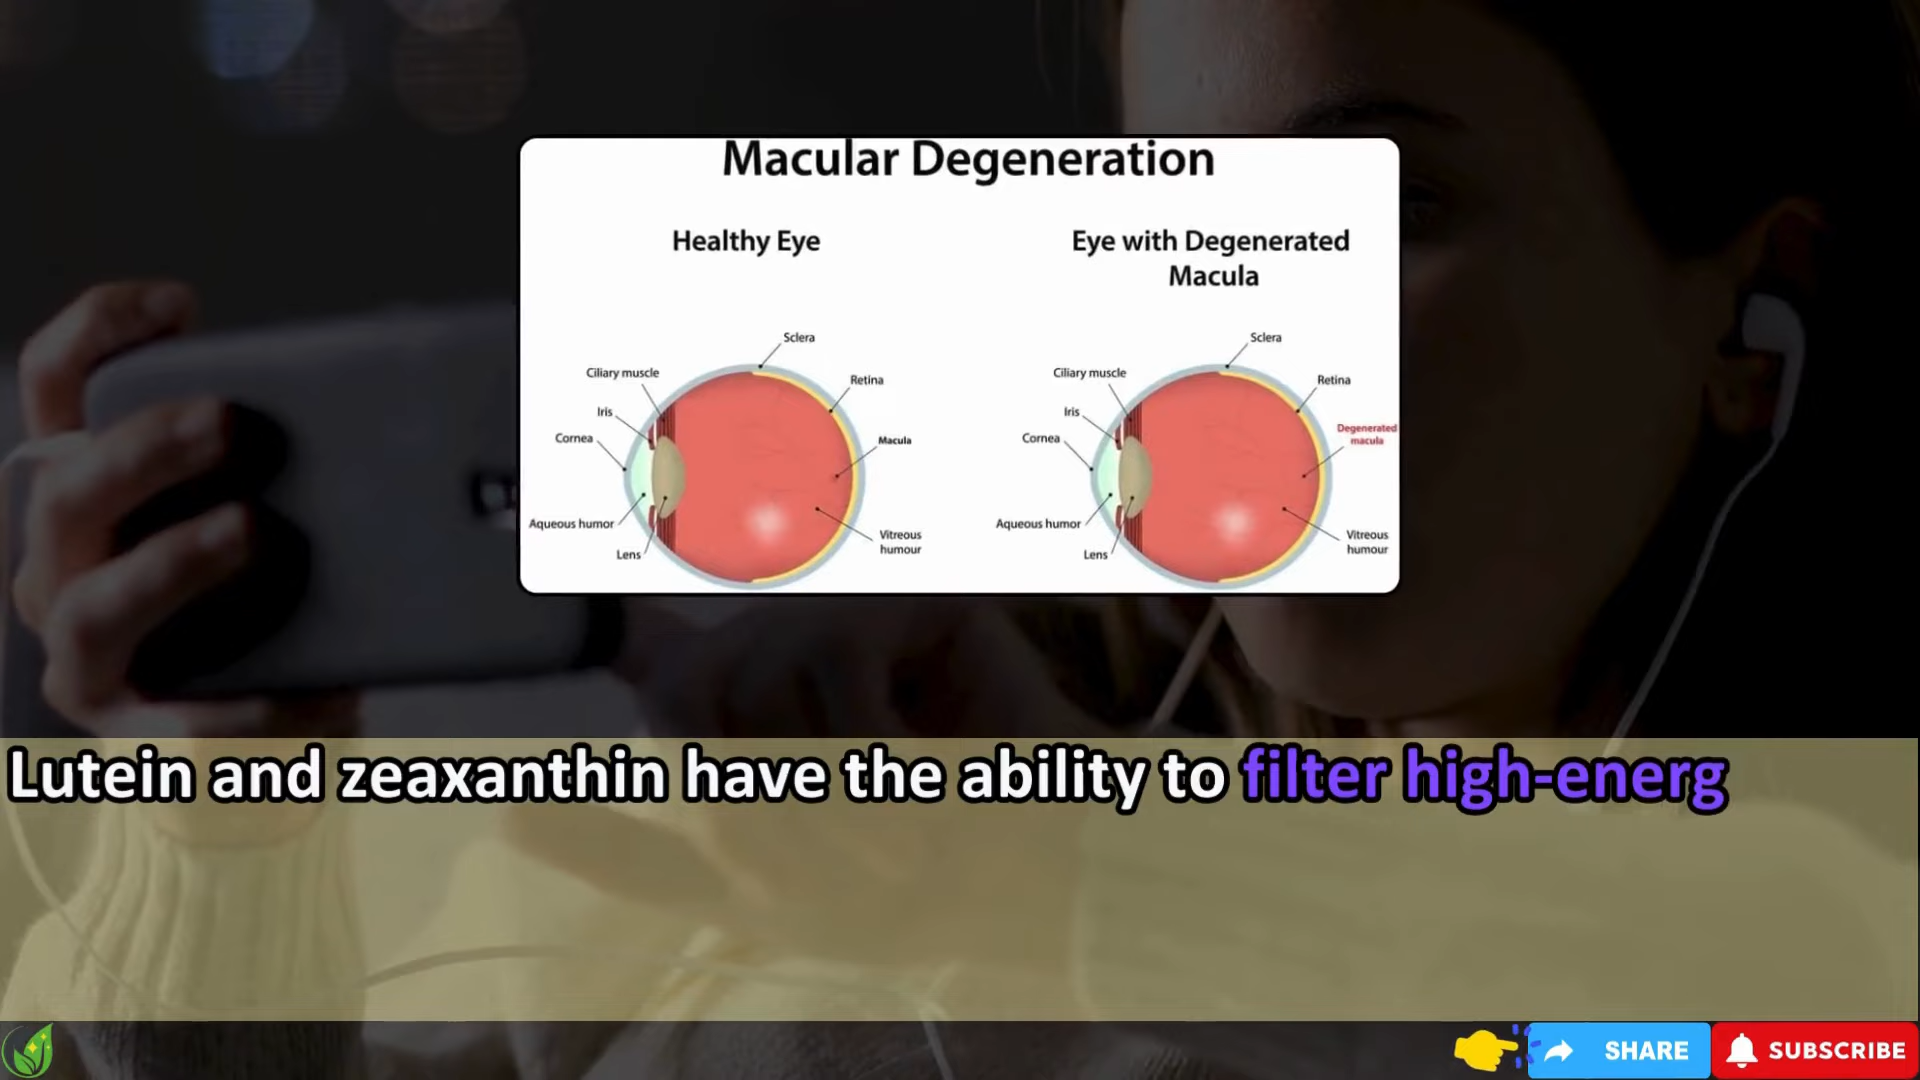 Macular Degeneration
Healthy Eye
Eye with Degenerated
Macula
Sclera
Ciliary muscle
Retina
Iris
Cornea
Macula
Aqueous humor
Vitreous
humour
Lens
Sclera
Ciliary muscle
Retina
Iris
Degenerated
macula
Cornea
Aqueous humor
Vitreous
humour
Lens
Lutein and zeaxanthin have the ability to filter high-energ
SHARE
SUBSCRIBE